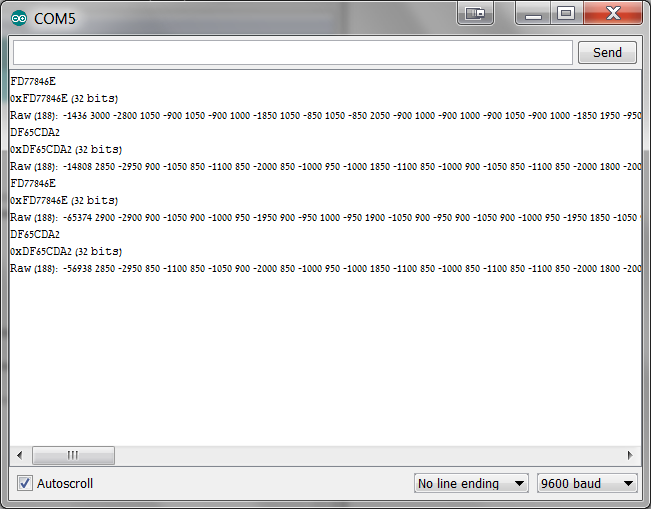 COM5
Send
FD77846E
0xFD77846E (32 bits)
Raw (188): -1436 3000 -2800 1050 -900 1050 -900 1000 -1850 1050 -850 1050 -850 2050 -900 1000 -900 1000 -900 1000 -1000 1000 -1850 1950 -950
DF65CDA2
0xDF65CDA2 (32 bits)
Raw (188): -14808 2850 -2950 900 -1050 850 -1100 850 -1050 950 -1000 1850 -1100 850 -1000 900 -1050 850 -1100 850 -2000 1800 -200
FD77846E
0xFD77846E (32 bits)
Raw (188): -65374 2900 -2900 900 -1050 900 -1000 950 -1950 900 -950 1000 -950 1900 -1050 900 -950 900 -1050 950 -1000 900 -950 -1950 1850 -1050
DF65CDA2
0xDF65CDA2 (32 bits)
Raw (188): -56938 2850 -2950 850 -1100 850 -1050 900 -2000 850 -1000 950 -1000 1850 -1100 850 -1000 850 -1100 850 -1100 850 -2000 1800 -200
Autoscroll
No line ending
9600 baud